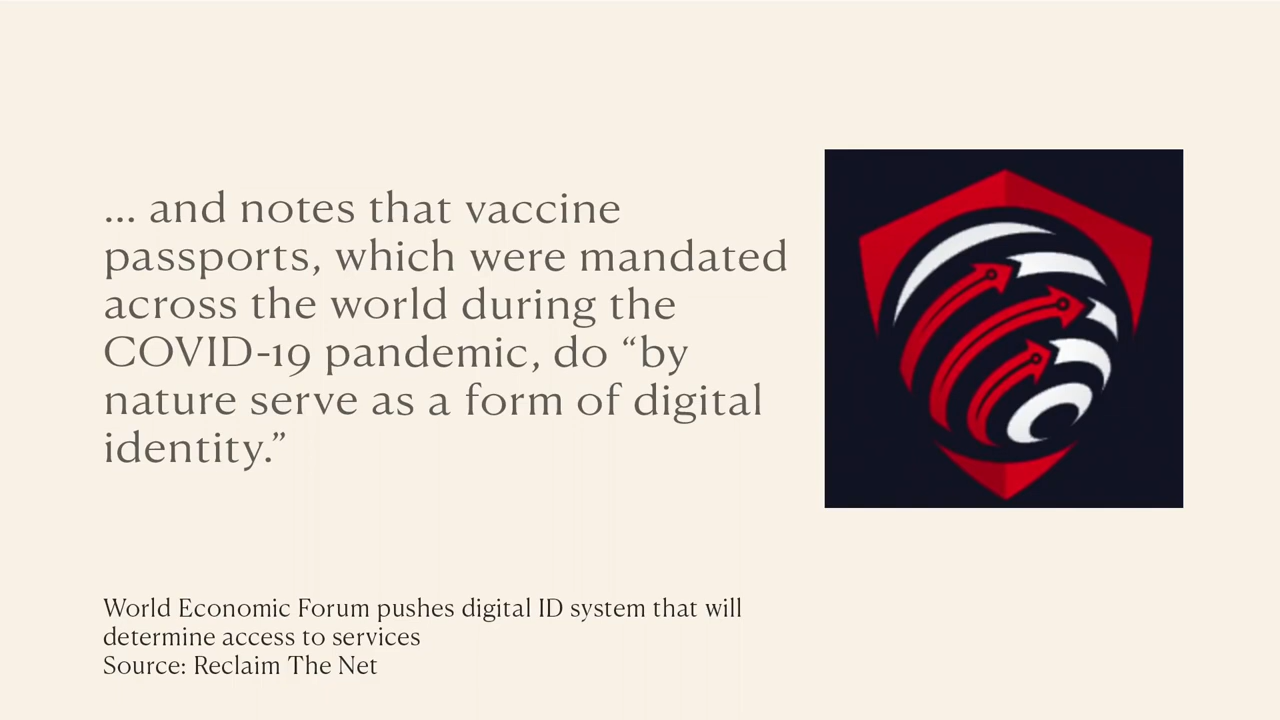 ... and notes that vaccine
passports, which were mandated
across the world during the
COVID-19 pandemic, do “by
nature serve as a form of digital
identity.”
World Economic Forum pushes digital ID system that will
determine access to services
Source: Reclaim The Net